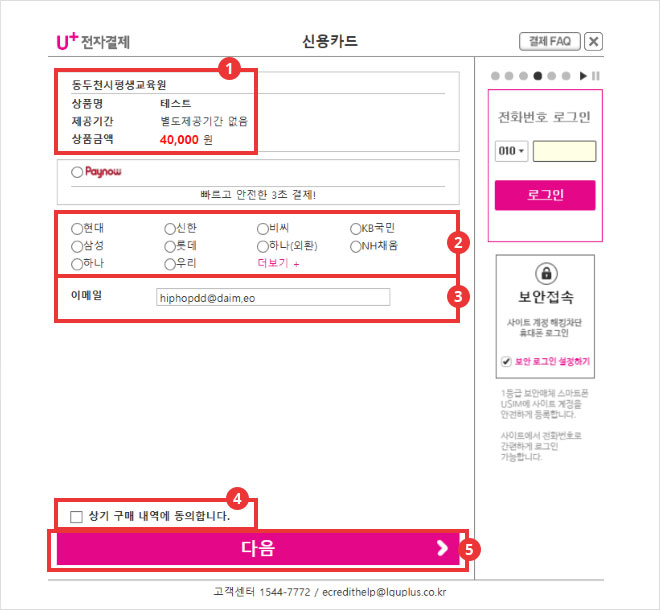 U+ 전자결제
신용카드
결제 FAQ
1
동두천시평생교육원
상품명 테스트
제공기간 별도제공기간 없음
상품금액 40,000 원
Paynow
빠르고 안전한 3초 결제!
현대 신한 비씨 KB국민
삼성 롯데 하나(외환) NH채움
하나 우리 더보기 +
2
이메일 hiphopdd@daim,eo
3
4
상기 구매 내역에 동의합니다.
다음
5
전화번호 로그인
010
로그인
보안접속
사이트 계정 해킹차단
휴대폰 로그인
보안 로그인 설정하기
1등급 보안매체 스마트폰
USIM에 사이트 계정을
안전하게 등록합니다.
사이트에서 전화번호로
간편하게 로그인
가능합니다.
고객센터 1544-7772 / ecredithelp@lguplus.co.kr